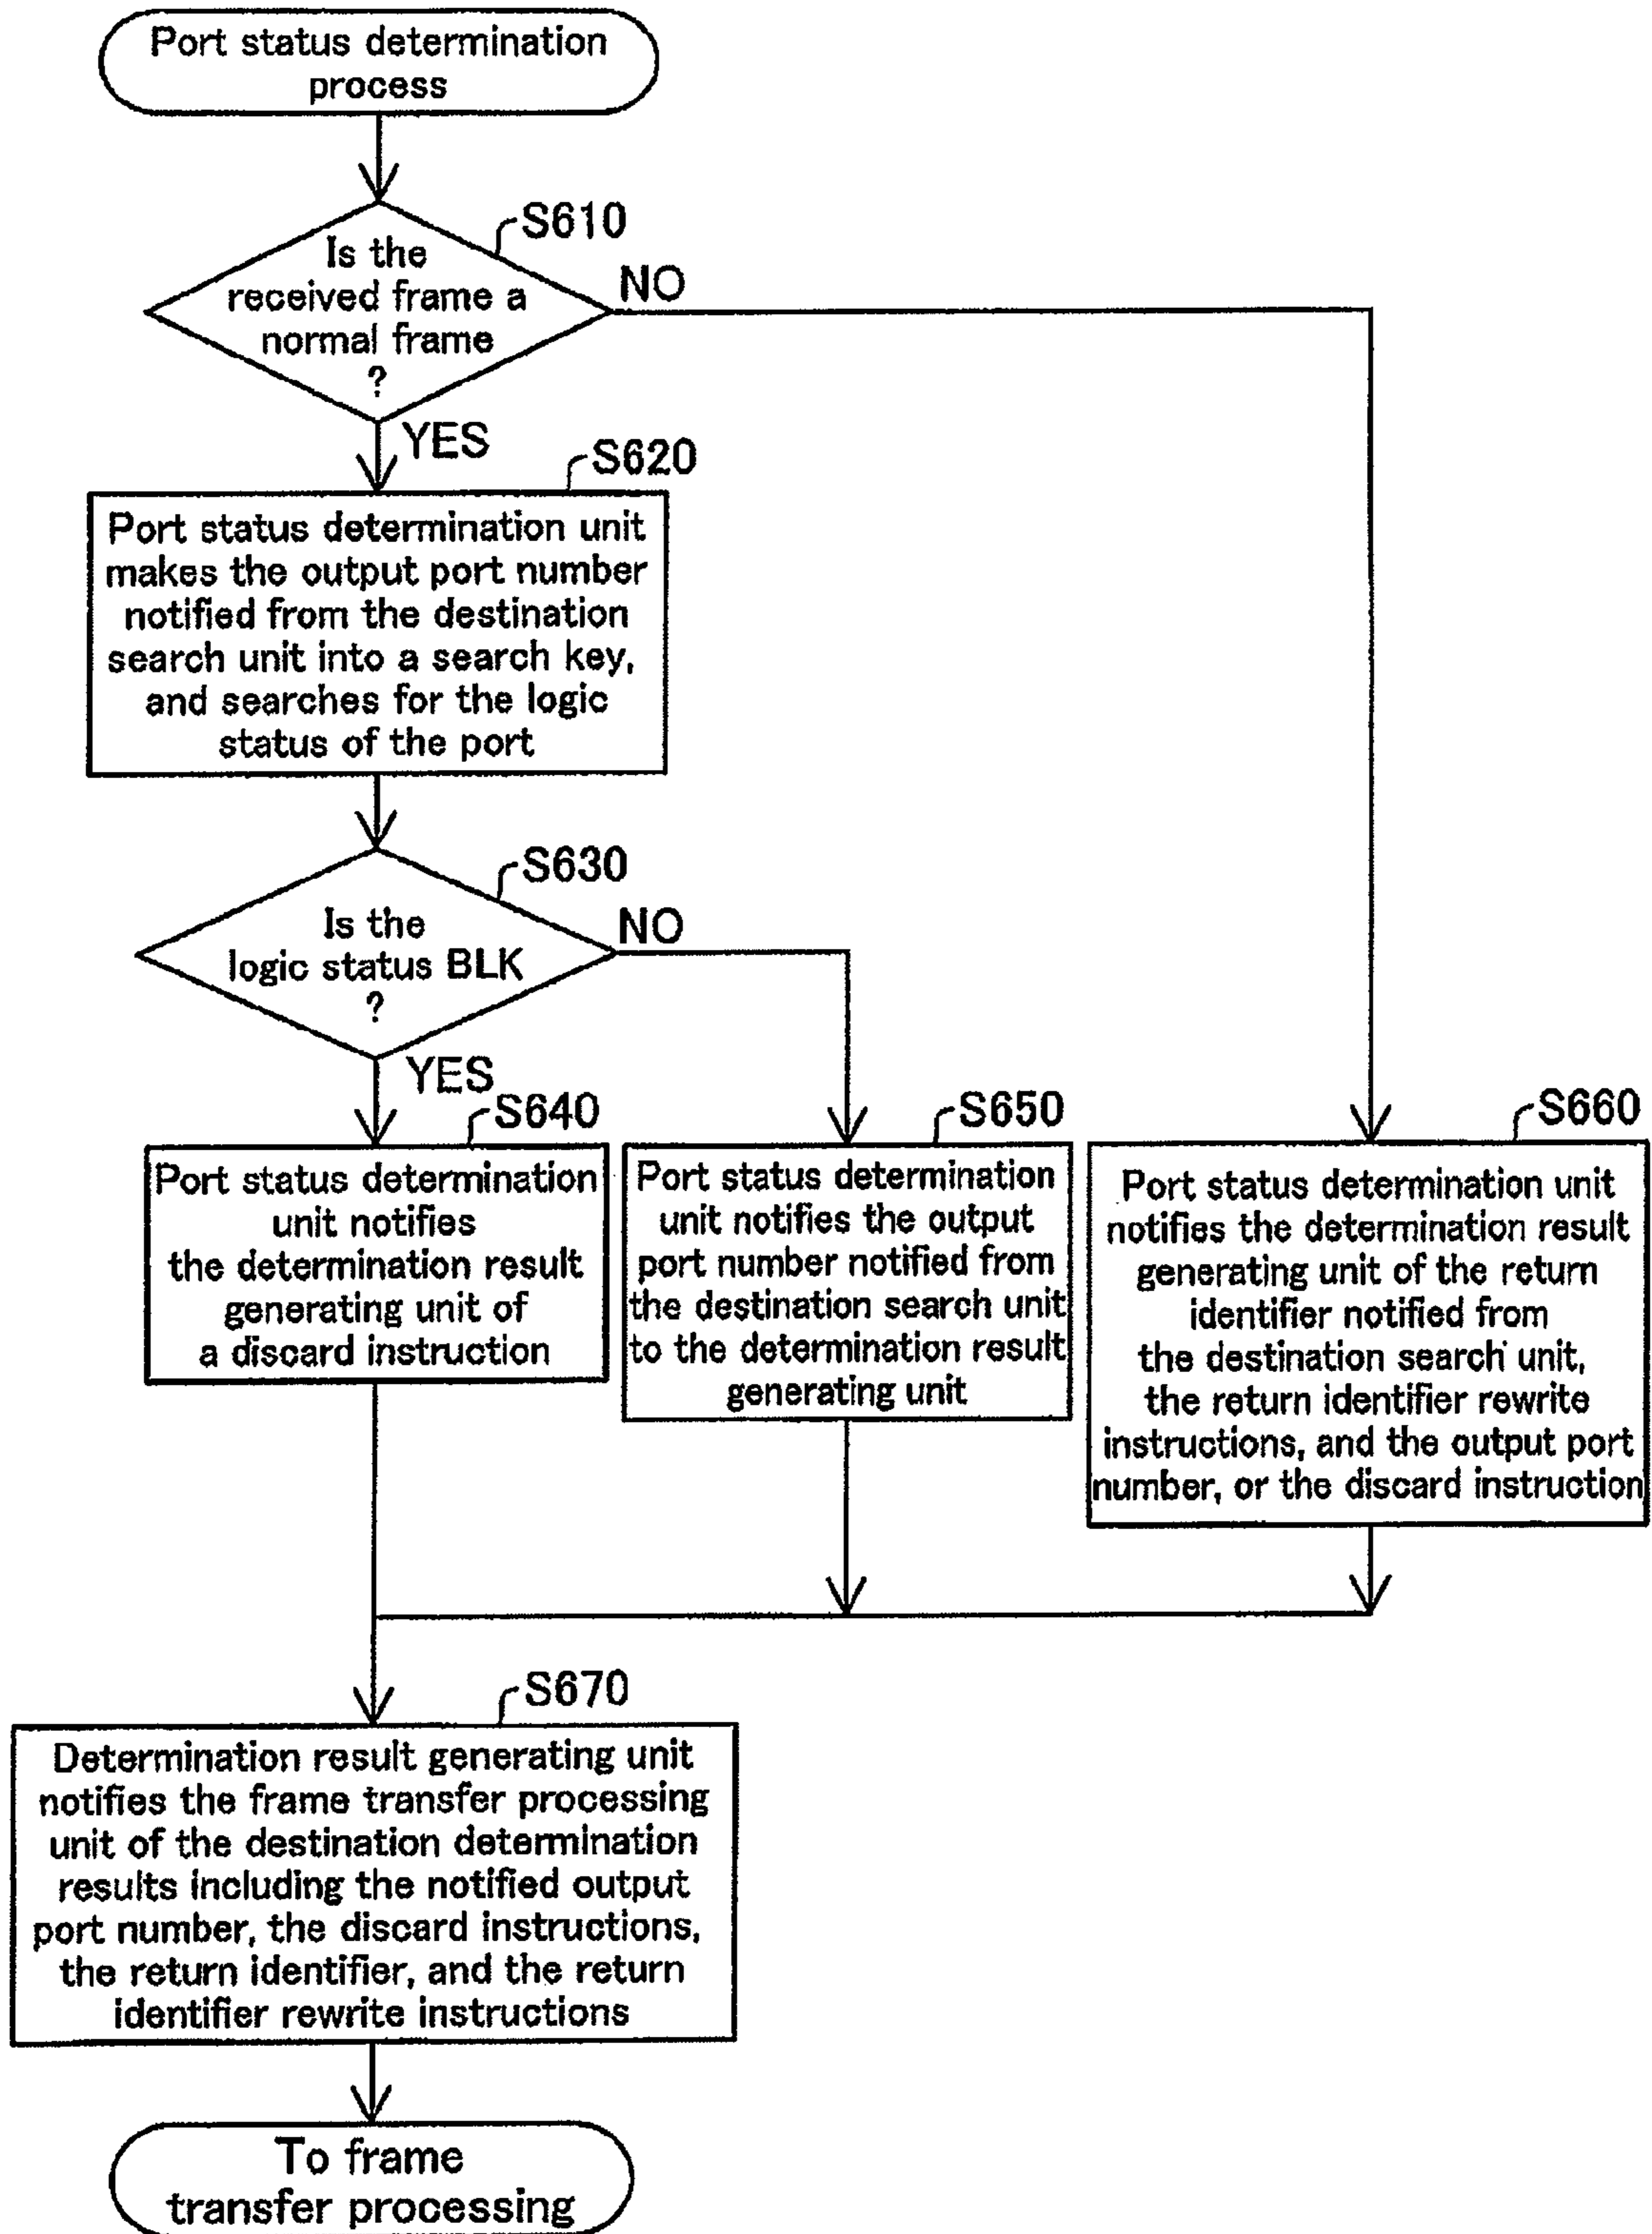 Port status determination
process
S610
Is the
received frame a
normal frame
?
NO
YES
S620
Port status determination unit
makes the output port number
notified from the destination
search unit into a search key,
and searches for the logic
status of the port
S630
Is the
logic status BLK
?
NO
YES
S640
Port status determination
unit notifies
the determination result
generating unit of
a discard instruction
S650
Port status determination
unit notifies the output
port number notified from
the destination search unit
to the determination result
generating unit
S660
Port status determination unit
notifies the determination result
generating unit of the return
identifier notified from
the destination search unit,
the return identifier rewrite
instructions, and the output port
number, or the discard instruction
S670
Determination result generating unit
notifies the frame transfer processing
unit of the destination determination
results including the notified output
port number, the discard instructions,
the return identifier, and the return
identifier rewrite instructions
To frame
transfer processing